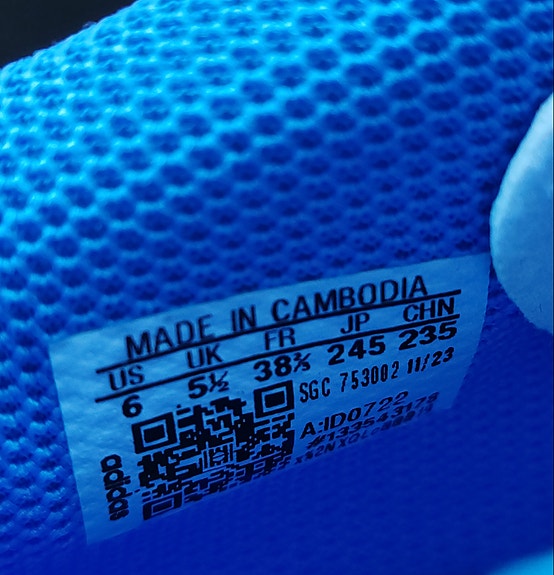 MADE IN CAMBODIA
US UK FR JP CHN
6 5½ 38⅔ 245 235
SGC 753002 11/23
A:ID0722
#133543178